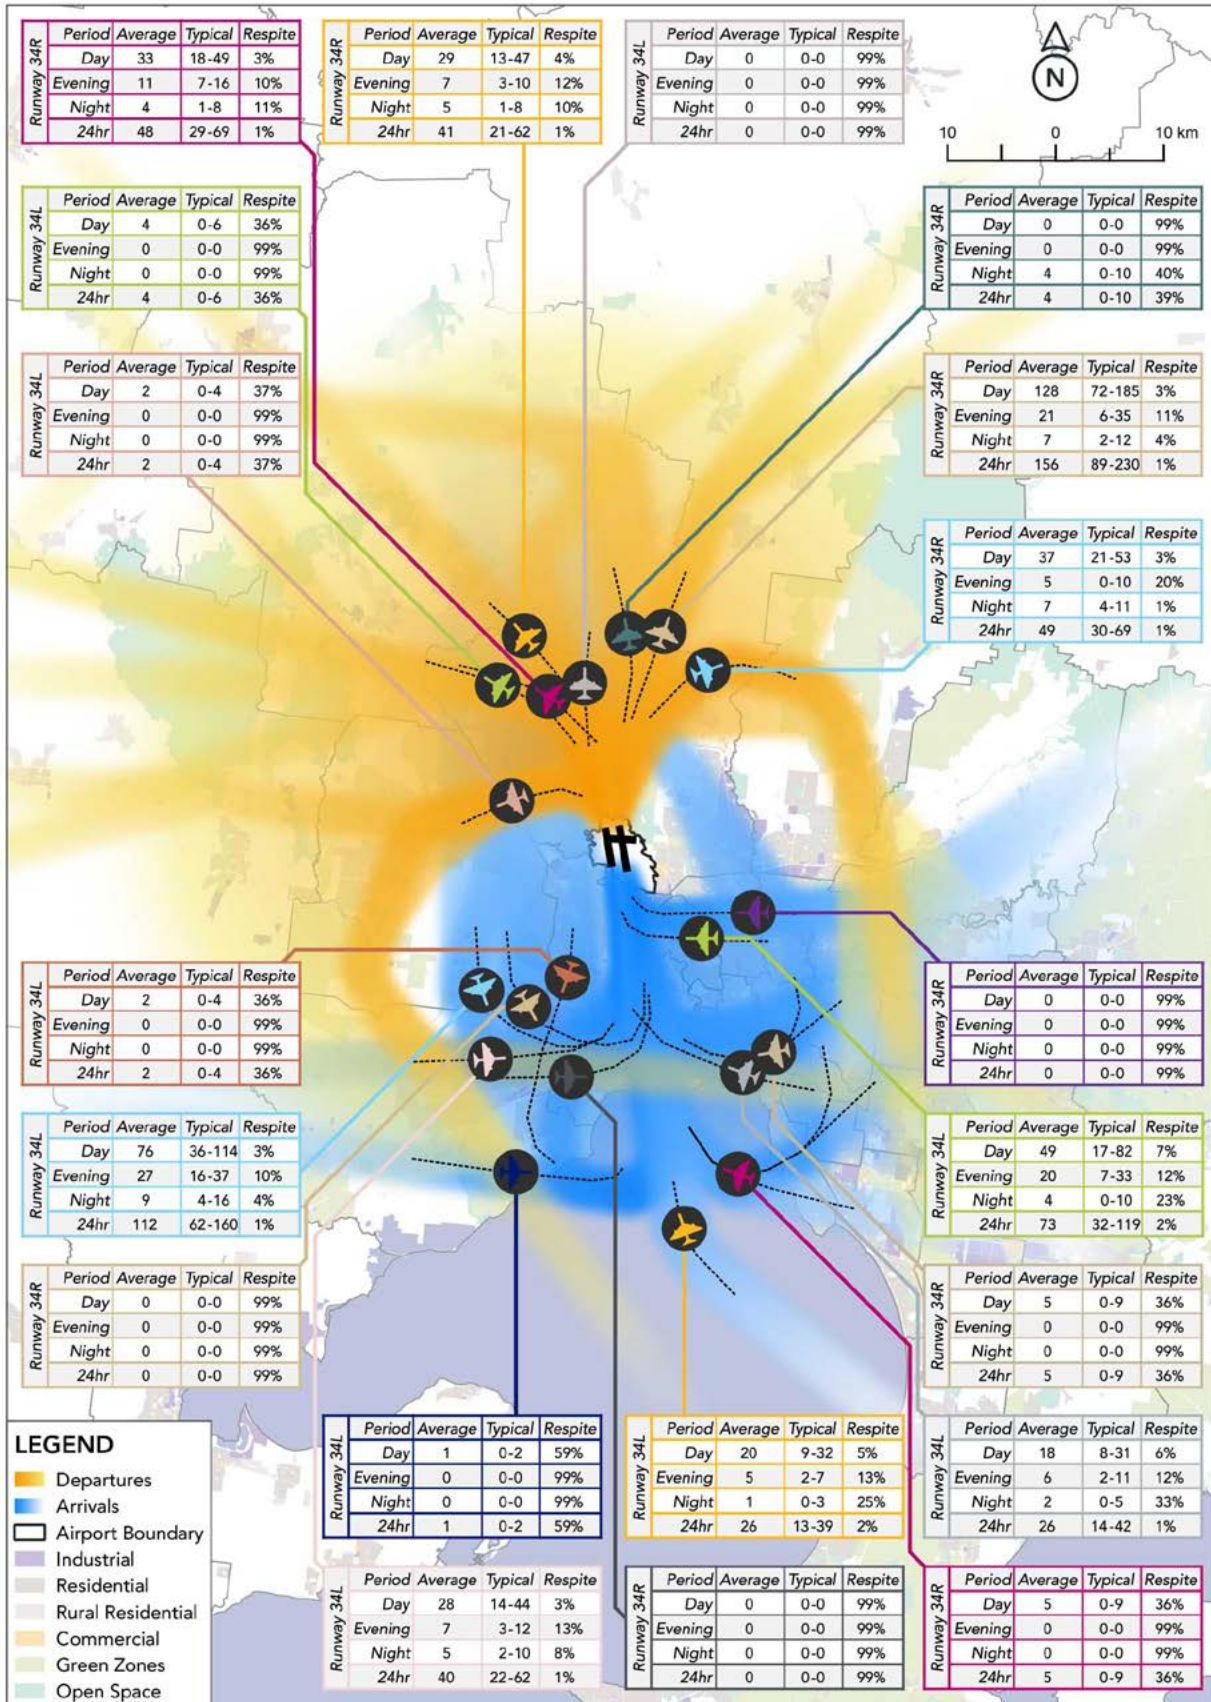 Runway 34R
Period Average Typical Respite
Day 33 18-49 3%
Evening 11 7-16 10%
Night 4 1-8 11%
24hr 48 29-69 1%
Runway 34R
Period Average Typical Respite
Day 29 13-47 4%
Evening 7 3-10 12%
Night 5 1-8 10%
24hr 41 21-62 1%
Runway 34L
Period Average Typical Respite
Day 0 0-0 99%
Evening 0 0-0 99%
Night 0 0-0 99%
24hr 0 0-0 99%
N
10 0 10 km
Runway 34L
Period Average Typical Respite
Day 4 0-6 36%
Evening 0 0-0 99%
Night 0 0-0 99%
24hr 4 0-6 36%
Runway 34R
Period Average Typical Respite
Day 0 0-0 99%
Evening 0 0-0 99%
Night 4 0-10 40%
24hr 4 0-10 39%
Runway 34L
Period Average Typical Respite
Day 2 0-4 37%
Evening 0 0-0 99%
Night 0 0-0 99%
24hr 2 0-4 37%
Runway 34R
Period Average Typical Respite
Day 128 72-185 3%
Evening 21 6-35 11%
Night 7 2-12 4%
24hr 156 89-230 1%
Runway 34R
Period Average Typical Respite
Day 37 21-53 3%
Evening 5 0-10 20%
Night 7 4-11 1%
24hr 49 30-69 1%
Runway 34L
Period Average Typical Respite
Day 2 0-4 36%
Evening 0 0-0 99%
Night 0 0-0 99%
24hr 2 0-4 36%
Runway 34R
Period Average Typical Respite
Day 0 0-0 99%
Evening 0 0-0 99%
Night 0 0-0 99%
24hr 0 0-0 99%
Runway 34L
Period Average Typical Respite
Day 76 36-114 3%
Evening 27 16-37 10%
Night 9 4-16 4%
24hr 112 62-160 1%
Runway 34L
Period Average Typical Respite
Day 49 17-82 7%
Evening 20 7-33 12%
Night 4 0-10 23%
24hr 73 32-119 2%
Runway 34R
Period Average Typical Respite
Day 0 0-0 99%
Evening 0 0-0 99%
Night 0 0-0 99%
24hr 0 0-0 99%
Runway 34R
Period Average Typical Respite
Day 5 0-9 36%
Evening 0 0-0 99%
Night 0 0-0 99%
24hr 5 0-9 36%
Runway 34L
Period Average Typical Respite
Day 1 0-2 59%
Evening 0 0-0 99%
Night 0 0-0 99%
24hr 1 0-2 59%
Runway 34L
Period Average Typical Respite
Day 20 9-32 5%
Evening 5 2-7 13%
Night 1 0-3 25%
24hr 26 13-39 2%
Runway 34L
Period Average Typical Respite
Day 18 8-31 6%
Evening 6 2-11 12%
Night 2 0-5 33%
24hr 26 14-42 1%
Runway 34L
Period Average Typical Respite
Day 28 14-44 3%
Evening 7 3-12 13%
Night 5 2-10 8%
24hr 40 22-62 1%
Runway 34R
Period Average Typical Respite
Day 0 0-0 99%
Evening 0 0-0 99%
Night 0 0-0 99%
24hr 0 0-0 99%
Runway 34R
Period Average Typical Respite
Day 5 0-9 36%
Evening 0 0-0 99%
Night 0 0-0 99%
24hr 5 0-9 36%
LEGEND
Departures
Arrivals
Airport Boundary
Industrial
Residential
Rural Residential
Commercial
Green Zones
Open Space